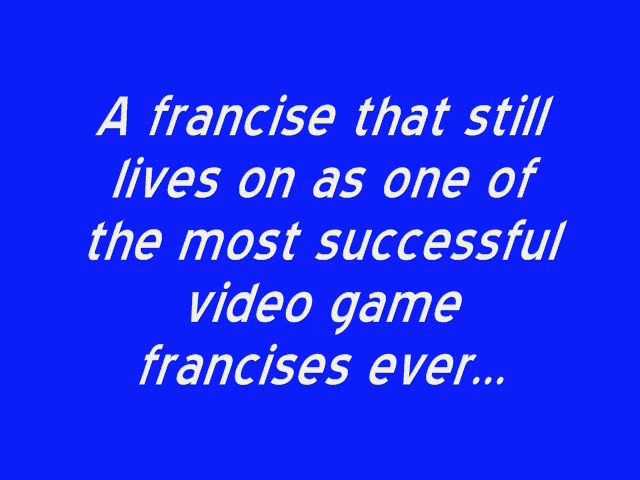 A francise that still
lives on as one of
the most successful
video game
francises ever...